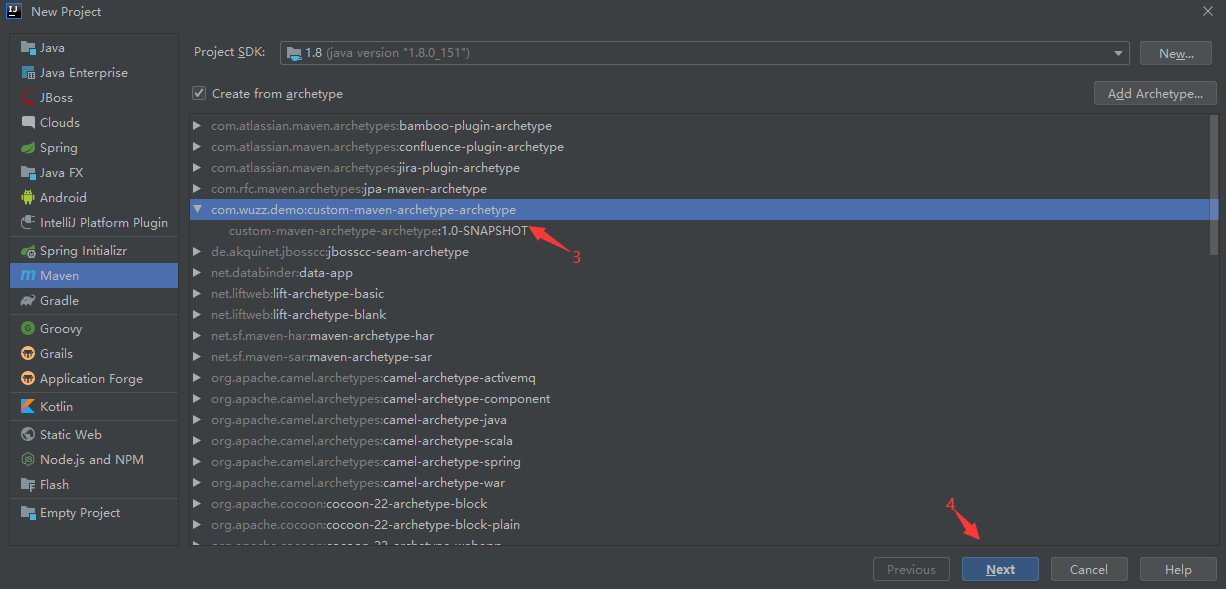 New Project
Java
Java Enterprise
JBoss
Clouds
Spring
Java FX
Android
IntelliJ Platform Plugin
Spring Initializr
Maven
Gradle
Groovy
Grails
Application Forge
Kotlin
Static Web
Node.js and NPM
Flash
Empty Project
Project SDK: 1.8 (java version "1.8.0_151") New...
Create from archetype Add Archetype...
com.atlassian.maven.archetypes:bamboo-plugin-archetype
com.atlassian.maven.archetypes:confluence-plugin-archetype
com.atlassian.maven.archetypes:jira-plugin-archetype
com.rfc.maven.archetypes:jpa-maven-archetype
com.wuzz.demo:custom-maven-archetype-archetype
custom-maven-archetype-archetype:1.0-SNAPSHOT
3
de.akquinet.jbosscc:jbosscc-seam-archetype
net.databinder:data-app
net.liftweb:lift-archetype-basic
net.liftweb:lift-archetype-blank
net.sf.maven-har:maven-archetype-har
net.sf.maven-sar:maven-archetype-sar
org.apache.camel.archetypes:camel-archetype-activemq
org.apache.camel.archetypes:camel-archetype-component
org.apache.camel.archetypes:camel-archetype-java
org.apache.camel.archetypes:camel-archetype-scala
org.apache.camel.archetypes:camel-archetype-spring
org.apache.camel.archetypes:camel-archetype-war
org.apache.cocoon:cocoon-22-archetype-block
4
org.apache.cocoon:cocoon-22-archetype-block-plain
Previous Next Cancel Help